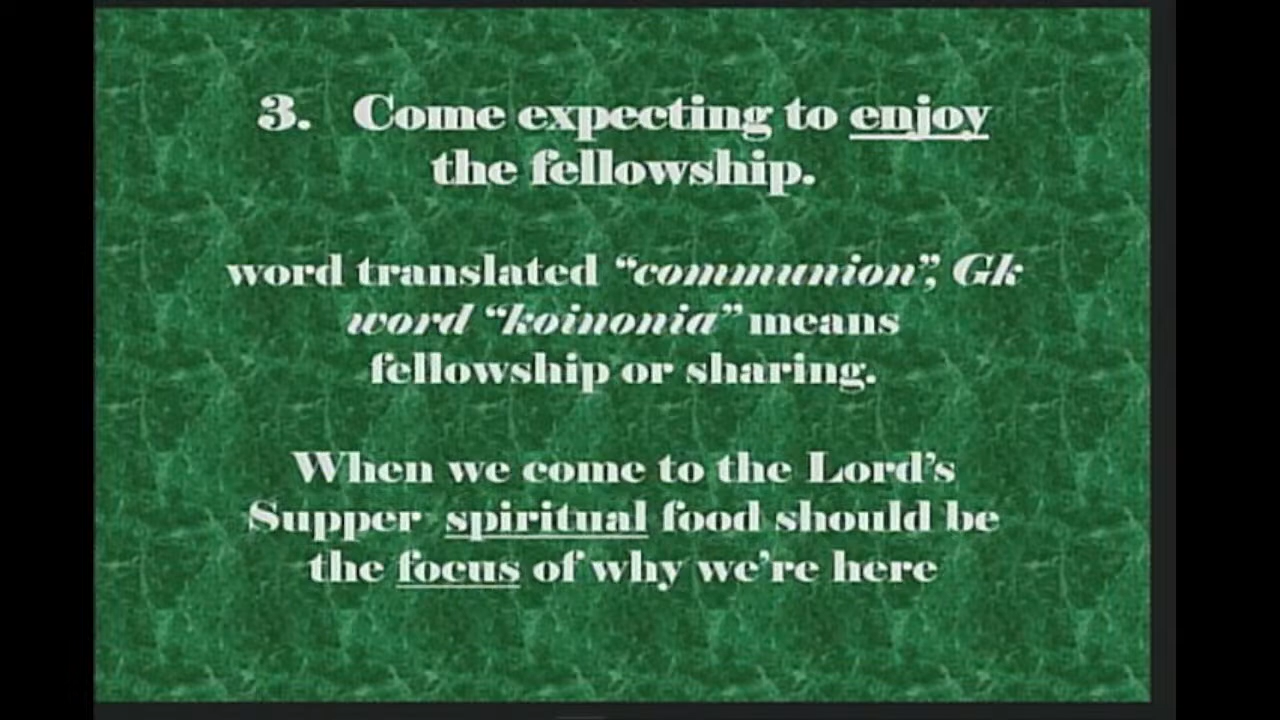 3. Come expecting to enjoy
the fellowship.
word translated “communion”, Gk
word “koinonia” means
fellowship or sharing.
When we come to the Lord’s
Supper spiritual food should be
the focus of why we’re here